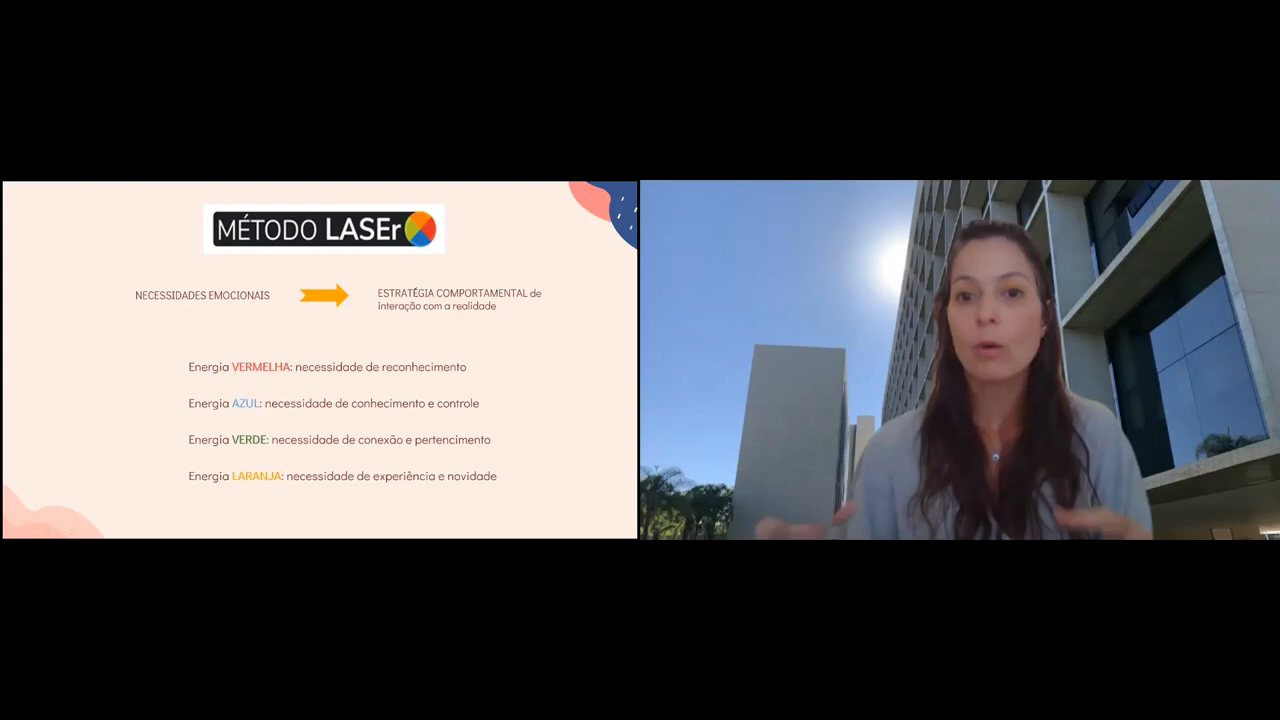 MÉTODO LASEr
NECESSIDADES EMOCIONAIS
ESTRATÉGIA COMPORTAMENTAL de
interação com a realidade
Energia VERMELHA: necessidade de reconhecimento
Energia AZUL: necessidade de conhecimento e controle
Energia VERDE: necessidade de conexão e pertencimento
Energia LARANJA: necessidade de experiência e novidade